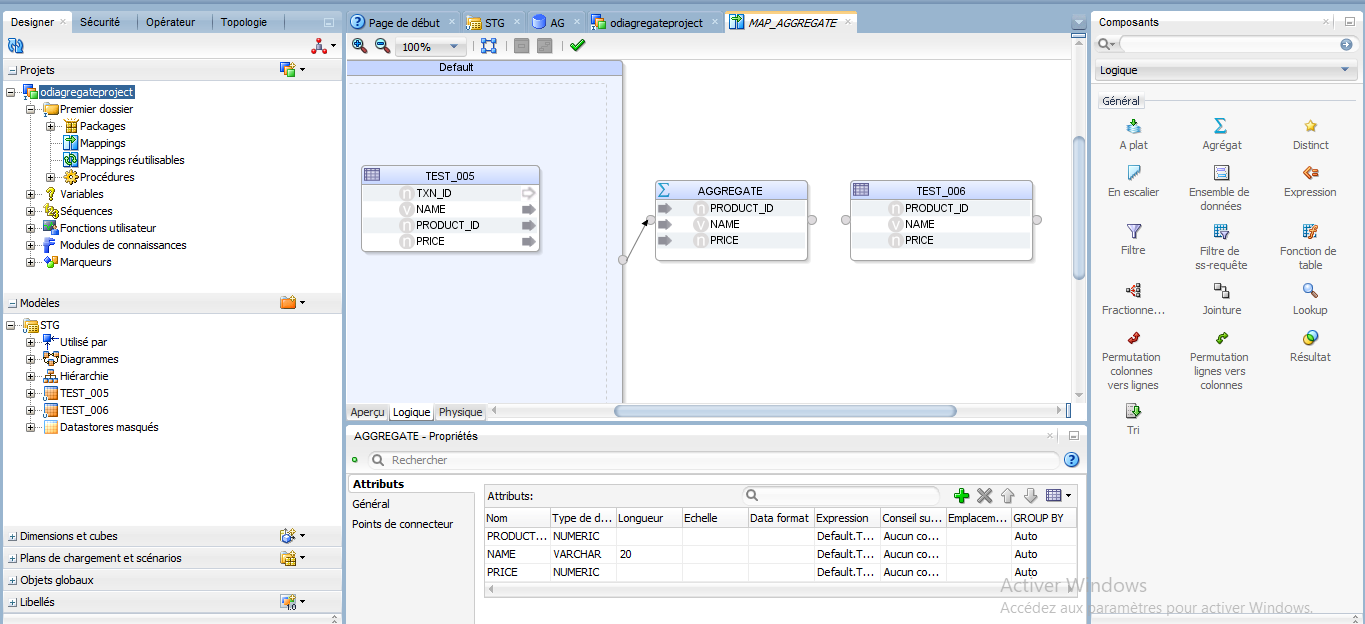 Designer
Sécurité
Opérateur
Topologie
Projets
odiagregateproject
Premier dossier
Packages
Mappings
Mappings réutilisables
Procédures
Variables
Séquences
Fonctions utilisateur
Modules de connaissances
Marqueurs
Modèles
STG
Utilisé par
Diagrammes
Hiérarchie
TEST_005
TEST_006
Datastores masqués
Dimensions et cubes
Plans de chargement et scénarios
Objets globaux
Libellés
Page de début
STG
AG
odiagregateproject
MAP_AGGREGATE
100%
Default
TEST_005
TXN_ID
NAME
PRODUCT_ID
PRICE
AGGREGATE
PRODUCT_ID
NAME
PRICE
TEST_006
PRODUCT_ID
NAME
PRICE
Aperçu
Logique
Physique
AGGREGATE - Propriétés
Rechercher
Attributs
Général
Points de connecteur
Attributs:
Nom Type de d... Longueur Echelle Data format Expression Conseil su... Emplacem... GROUP BY
PRODUCT... NUMERIC Default.T... Aucun co... Auto
NAME VARCHAR 20 Default.T... Aucun co... Auto
PRICE NUMERIC Default.T... Aucun co... Auto
Composants
Logique
Général
A plat
Agrégat
Distinct
En escalier
Ensemble de
données
Expression
Filtre
Filtre de
ss-requête
Fonction de
table
Fractionne...
Jointure
Lookup
Permutation
colonnes
vers lignes
Permutation
lignes vers
colonnes
Résultat
Tri
Activer Windows
Accédez aux paramètres pour activer Windows.